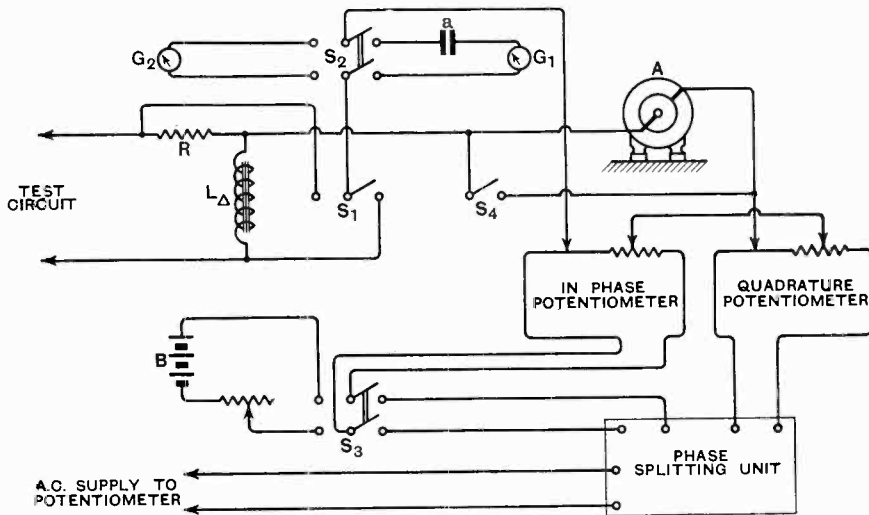 a
G2
S2
G1
A
R
TEST
CIRCUIT
LΔ
S1
S4
IN PHASE
POTENTIOMETER
QUADRATURE
POTENTIOMETER
B
S3
PHASE
SPLITTING UNIT
A.C. SUPPLY TO
POTENTIOMETER